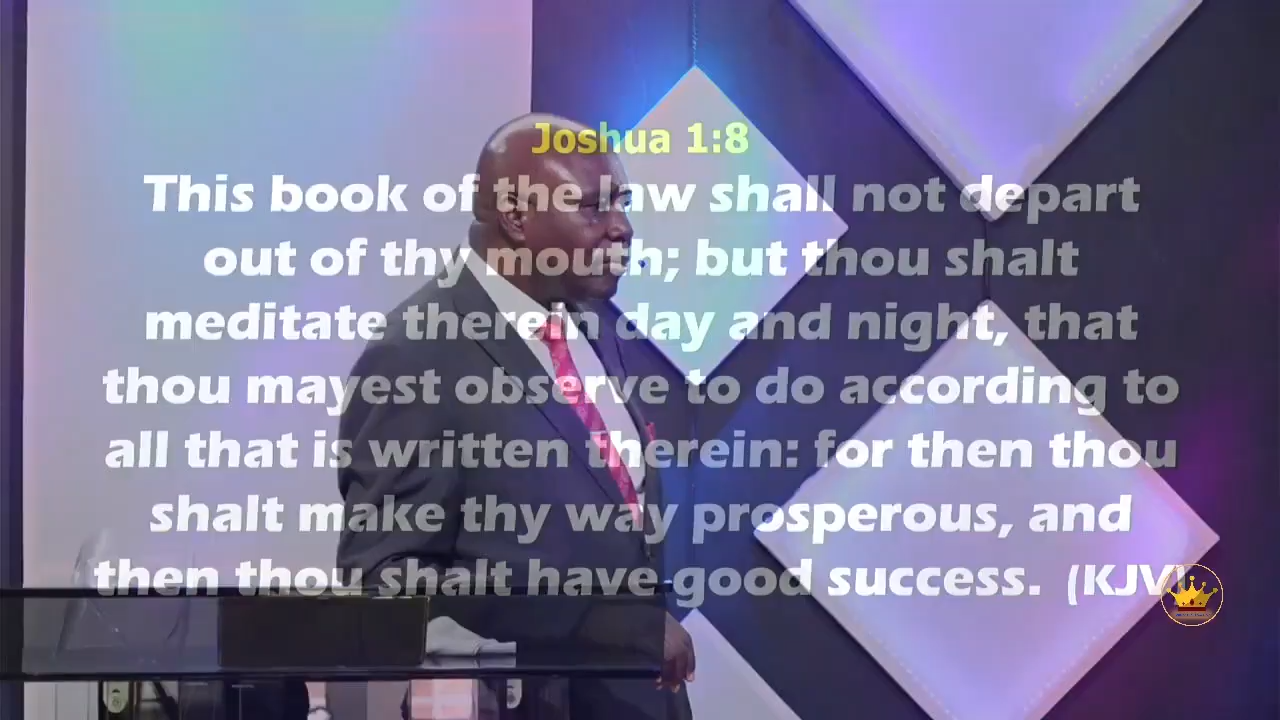 Joshua 1:8
This book of the law shall not depart
out of thy mouth; but thou shalt
meditate therein day and night, that
thou mayest observe to do according to
all that is written therein: for then thou
shalt make thy way prosperous, and
then thou shalt have good success. (KJV)